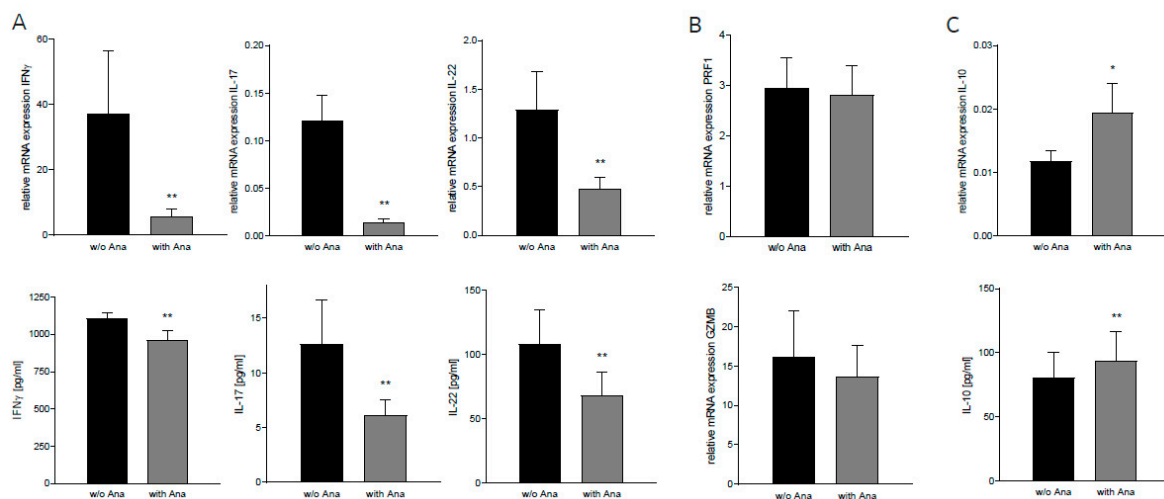 A
B
C
relative mRNA expression IFNγ
60
40
20
0
w/o Ana
with Ana
**
relative mRNA expression IL-17
0.20
0.15
0.10
0.05
0.00
w/o Ana
with Ana
**
relative mRNA expression IL-22
2.0
1.5
1.0
0.5
0.0
w/o Ana
with Ana
**
relative mRNA expression PRF1
4
3
2
1
0
w/o Ana
with Ana
relative mRNA expression IL-10
0.03
0.02
0.01
0.00
w/o Ana
with Ana
*
IFNγ [pg/ml]
1250
1000
750
500
250
0
w/o Ana
with Ana
**
IL-17 [pg/ml]
15
10
5
0
w/o Ana
with Ana
**
IL-22 [pg/ml]
150
100
50
0
w/o Ana
with Ana
**
relative mRNA expression GZMB
25
20
15
10
5
0
w/o Ana
with Ana
IL-10 [pg/ml]
150
100
50
0
w/o Ana
with Ana
**